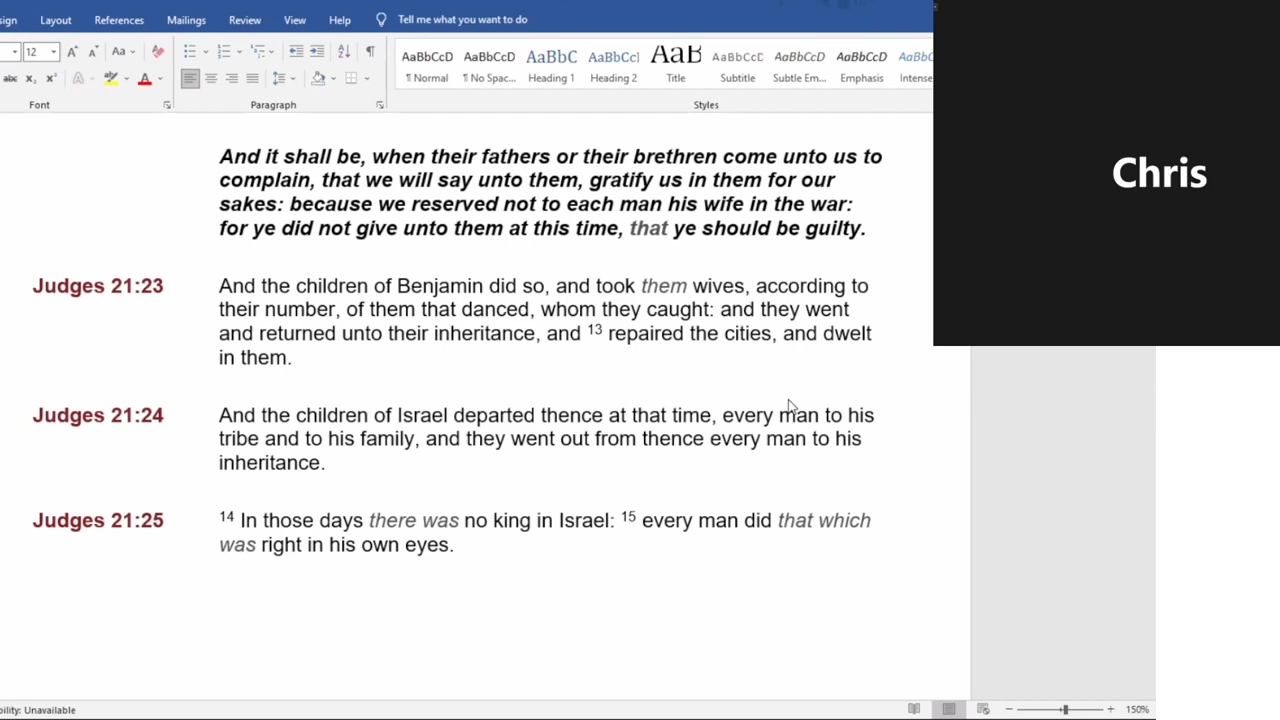 sign Layout References Mailings Review View Help Tell me what you want to do
12 Aa
AaBbCcD AaBbCcD AaBbC AaBbCcl AaB AaBbCcD AaBbCcD AaBbCcD AaBb
¶ Normal ¶ No Spac... Heading 1 Heading 2 Title Subtitle Subtle Em... Emphasis Intense
abc x₂ x² A A
Font Paragraph Styles
Chris
And it shall be, when their fathers or their brethren come unto us to
complain, that we will say unto them, gratify us in them for our
sakes: because we reserved not to each man his wife in the war:
for ye did not give unto them at this time, that ye should be guilty.
Judges 21:23 And the children of Benjamin did so, and took them wives, according to
their number, of them that danced, whom they caught: and they went
and returned unto their inheritance, and 13 repaired the cities, and dwelt
in them.
Judges 21:24 And the children of Israel departed thence at that time, every man to his
tribe and to his family, and they went out from thence every man to his
inheritance.
Judges 21:25 14 In those days there was no king in Israel: 15 every man did that which
was right in his own eyes.
bility: Unavailable 150%